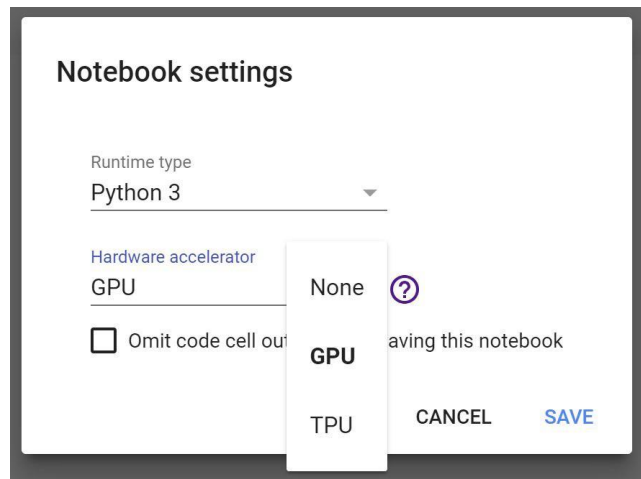 Notebook settings
Runtime type
Python 3
Hardware accelerator
GPU
None
?
Omit code cell out
aving this notebook
GPU
TPU
CANCEL
SAVE